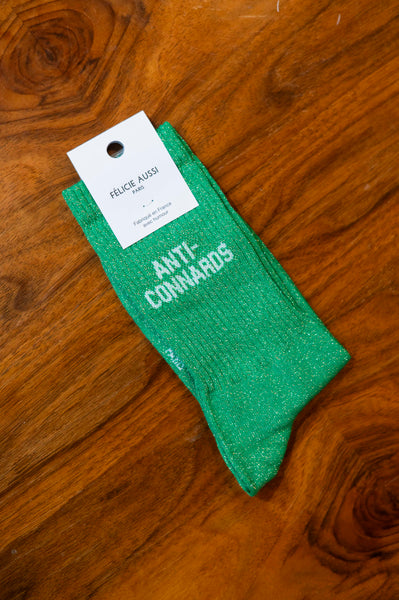 FÉLICIE AUSSI
PARIS
Fabriqué en France
avec humour
ANTI-
CONNARDS